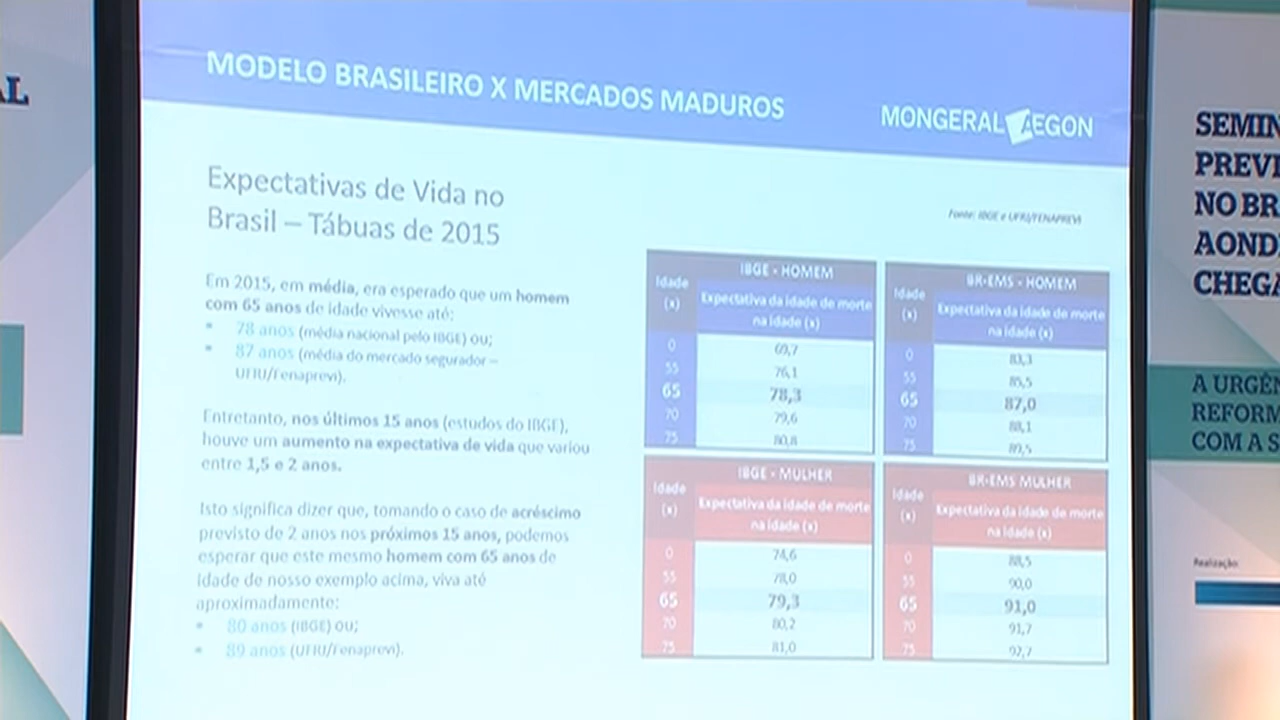 AL
MODELO BRASILEIRO X MERCADOS MADUROS
MONGERAL AEGON
Expectativas de Vida no
Brasil – Tábuas de 2015
Fonte: IBGE e UFRJ/FENAPREVI
Em 2015, em média, era esperado que um homem
com 65 anos de idade vivesse até:
• 78 anos (média nacional pelo IBGE) ou;
• 87 anos (média do mercado segurador –
UFRJ/Fenaprevi).
Entretanto, nos últimos 15 anos (estudos do IBGE),
houve um aumento na expectativa de vida que variou
entre 1,5 e 2 anos.
Isto significa dizer que, tomando o caso de acréscimo
previsto de 2 anos nos próximos 15 anos, podemos
esperar que este mesmo homem com 65 anos de
idade de nosso exemplo acima, viva até
aproximadamente:
• 80 anos (IBGE) ou;
• 89 anos (UFRJ/Fenaprevi).
IBGE - HOMEM
Idade
(x)
Expectativa da idade de morte
na idade (x)
0 69,7
55 76,1
65 78,3
70 79,6
75 80,8
BR-EMS - HOMEM
Idade
(x)
Expectativa da idade de morte
na idade (x)
0 83,3
55 85,5
65 87,0
70 88,1
75 89,5
IBGE - MULHER
Idade
(x)
Expectativa da idade de morte
na idade (x)
0 74,6
55 78,0
65 79,3
70 80,2
75 81,0
BR-EMS MULHER
Idade
(x)
Expectativa da idade de morte
na idade (x)
0 88,5
55 90,0
65 91,0
70 91,7
75 92,7
SEMIN
PREVI
NO BR
AOND
CHEGA
A URGÊN
REFORM
COM A S
Realização: